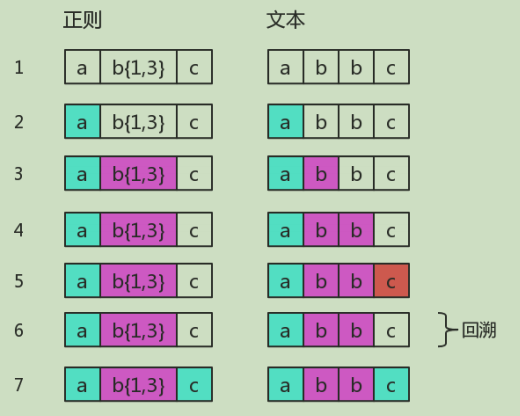 正则 文本
1 a b{1,3} c a b b c
2 a b{1,3} c a b b c
3 a b{1,3} c a b b c
4 a b{1,3} c a b b c
5 a b{1,3} c a b b c
6 a b{1,3} c a b b c 回溯
7 a b{1,3} c a b b c